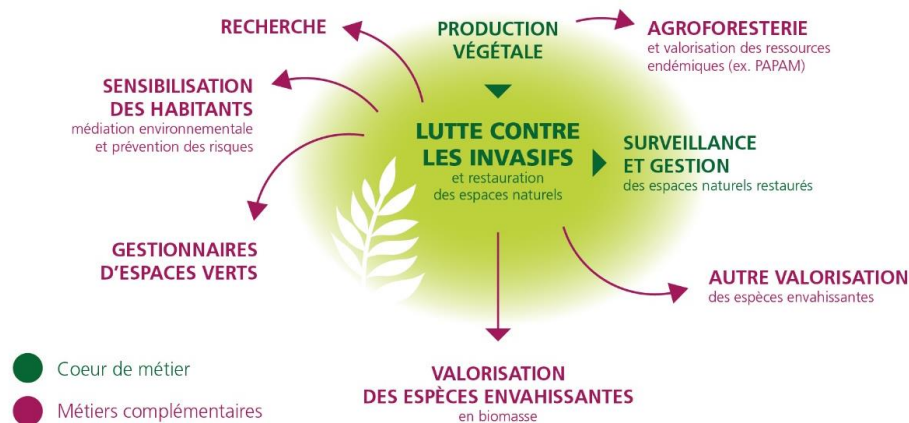 RECHERCHE
PRODUCTION
VÉGÉTALE
AGROFORESTERIE
et valorisation des ressources
endémiques (ex. PAPAM)
SENSIBILISATION
DES HABITANTS
médiation environnementale
et prévention des risques
LUTTE CONTRE
LES INVASIFS
et restauration
des espaces naturels
SURVEILLANCE
ET GESTION
des espaces naturels restaurés
GESTIONNAIRES
D'ESPACES VERTS
AUTRE VALORISATION
des espèces envahissantes
VALORISATION
DES ESPÈCES ENVAHISSANTES
en biomasse
Coeur de métier
Métiers complémentaires